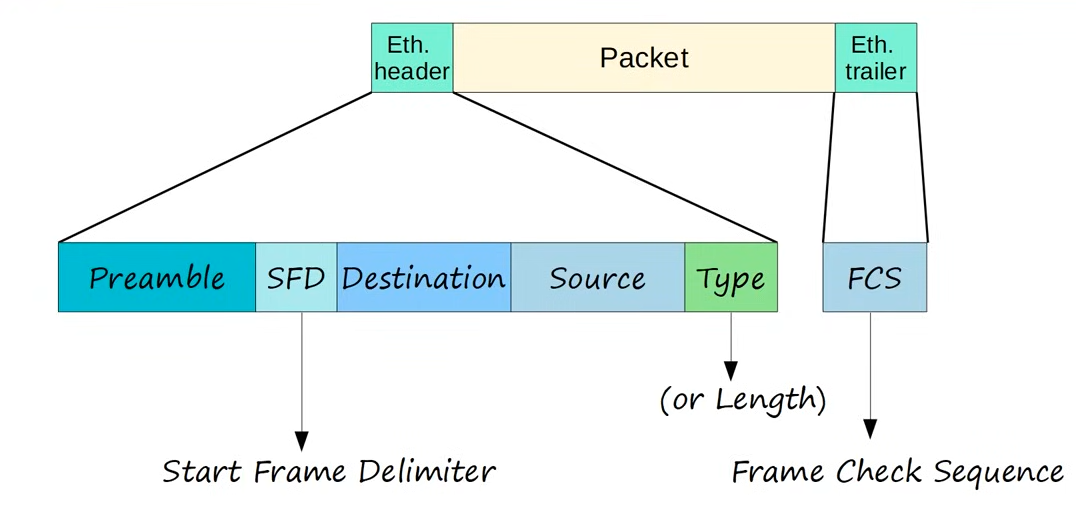 Eth.
header
Packet
Eth.
trailer
Preamble
SFD
Destination
Source
Type
FCS
(or Length)
Start Frame Delimiter
Frame Check Sequence